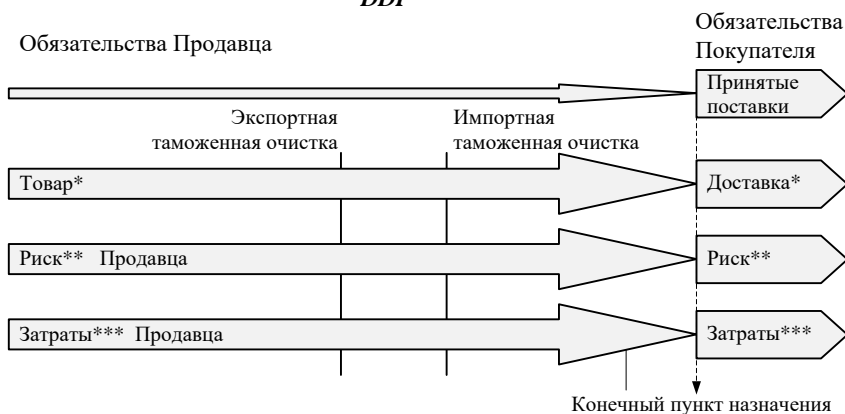 DDP
Обязательства Продавца
Обязательства
Покупателя
Принятые
поставки
Экспортная
таможенная очистка
Импортная
таможенная очистка
Товар*
Доставка*
Риск** Продавца
Риск**
Затраты*** Продавца
Затраты***
Конечный пункт назначения